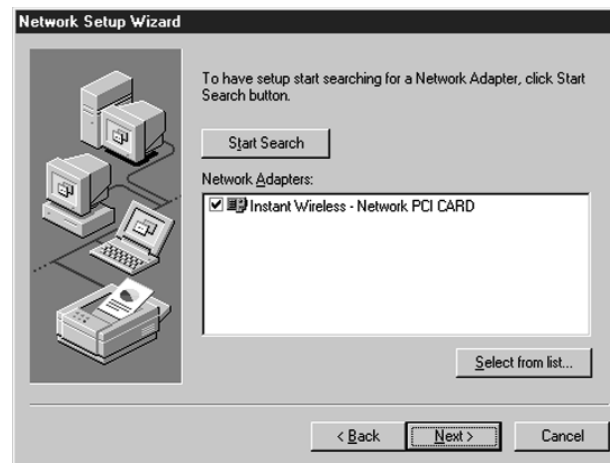 Network Setup Wizard
To have setup start searching for a Network Adapter, click Start
Search button.
Start Search
Network Adapters:
Instant Wireless - Network PCI CARD
Select from list...
< Back
Next >
Cancel